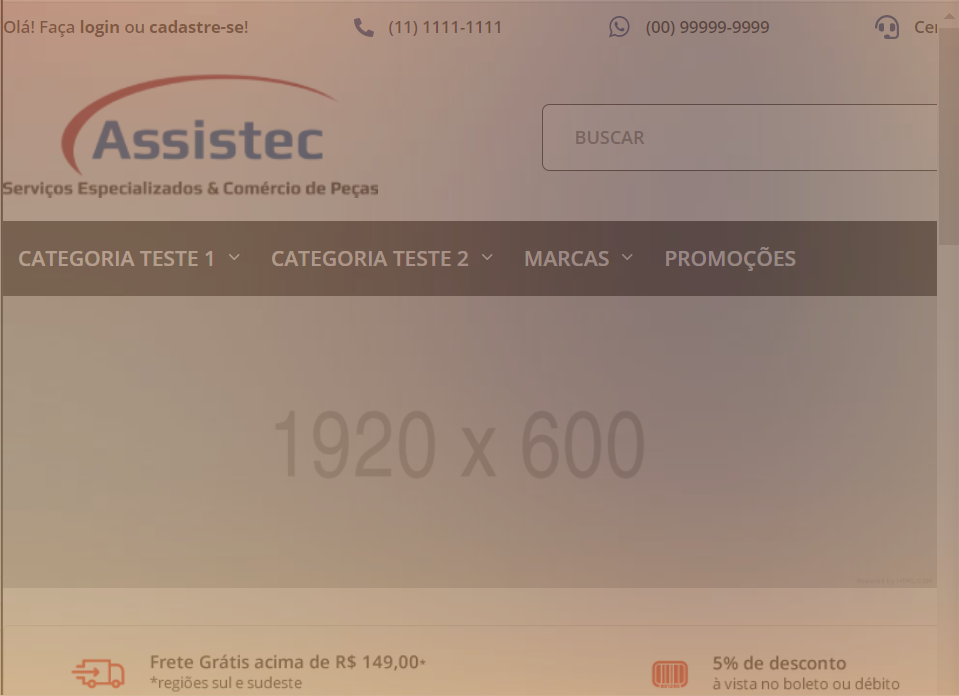 Olá! Faça login ou cadastre-se!
(11) 1111-1111
(00) 99999-9999
Assistec
Serviços Especializados & Comércio de Peças
BUSCAR
CATEGORIA TESTE 1
CATEGORIA TESTE 2
MARCAS
PROMOÇÕES
1920 x 600
Frete Grátis acima de R$ 149,00*
*regiões sul e sudeste
5% de desconto
à vista no boleto ou débito